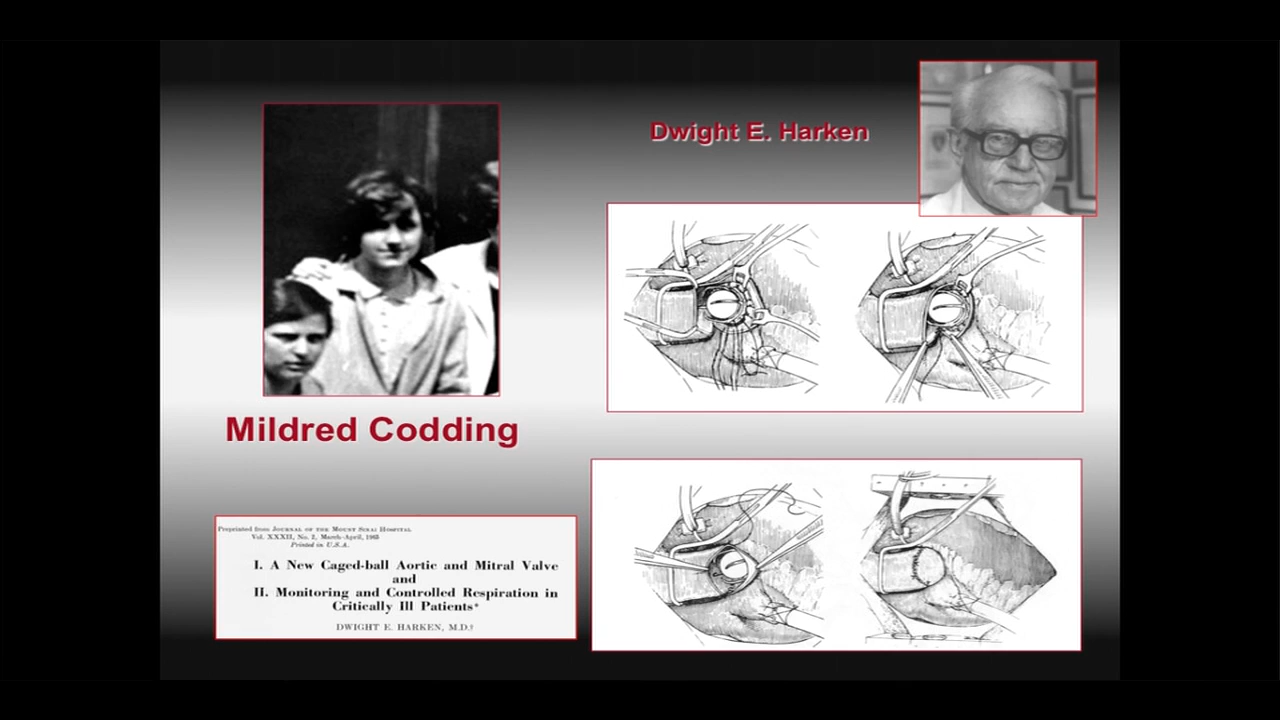 Dwight E. Harken
Mildred Codding
Reprinted from JOURNAL OF THE MOUNT SINAI HOSPITAL
Vol. XXXII, No. 2, March-April, 1965
Printed in U.S.A.
I. A New Caged-ball Aortic and Mitral Valve
and
II. Monitoring and Controlled Respiration in
Critically Ill Patients*
DWIGHT E. HARKEN, M.D.†